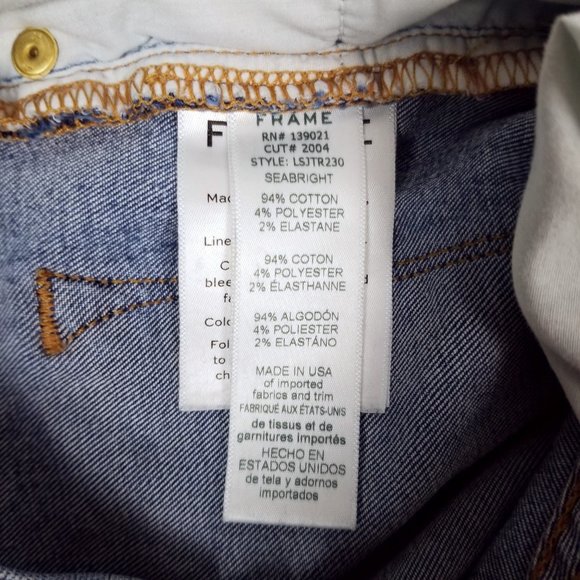 FRAME
RN# 139021
CUT# 2004
STYLE: LSJTR230
SEABRIGHT
94% COTTON
4% POLYESTER
2% ELASTANE
94% COTON
4% POLYESTER
2% ÉLASTHANNE
94% ALGODÓN
4% POLIESTER
2% ELASTÁNO
MADE IN USA
of imported
fabrics and trim
FABRIQUÉ AUX ÉTATS-UNIS
de tissus et de
garnitures importés
HECHO EN
ESTADOS UNIDOS
de tela y adornos
importados